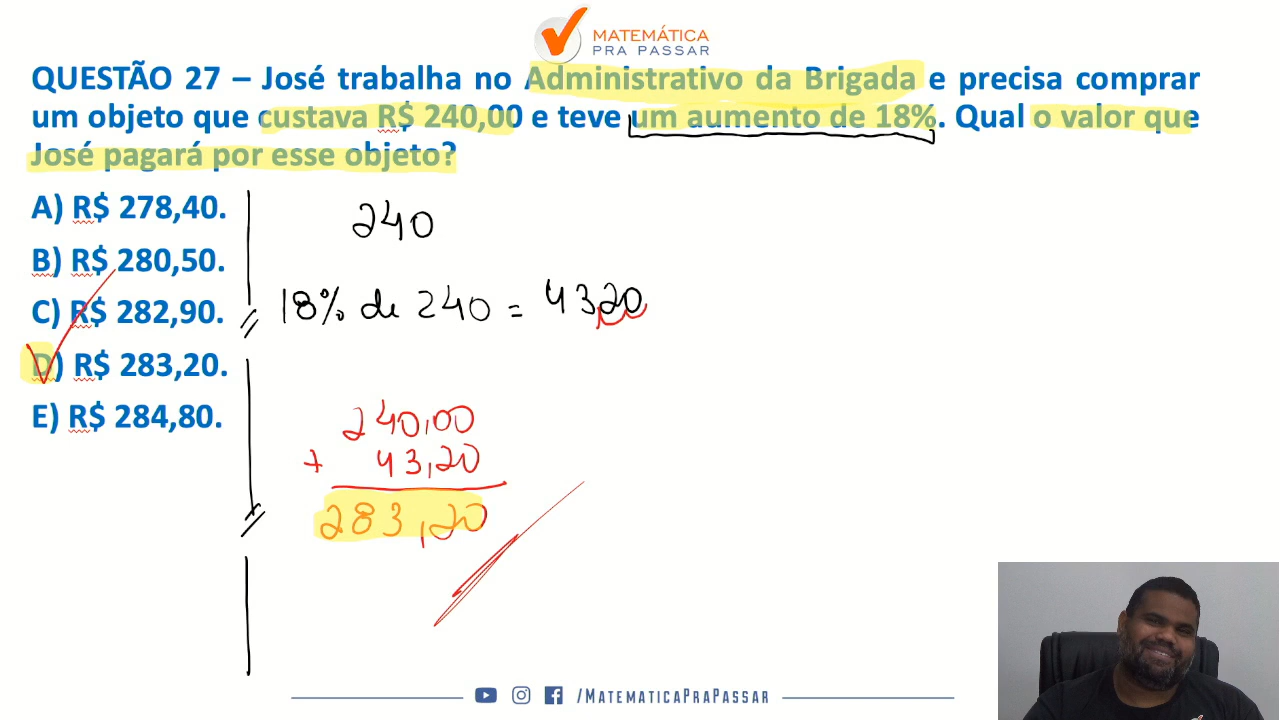 MATEMÁTICA
PRA PASSAR
QUESTÃO 27 – José trabalha no Administrativo da Brigada e precisa comprar
um objeto que custava R$ 240,00 e teve um aumento de 18%. Qual o valor que
José pagará por esse objeto?
A) R$ 278,40.
B) R$ 280,50.
C) R$ 282,90.
D) R$ 283,20.
E) R$ 284,80.
240
18% de 240 = 43,20
240,00
+ 43,20
283,20
/MATEMATICAPRAPASSAR